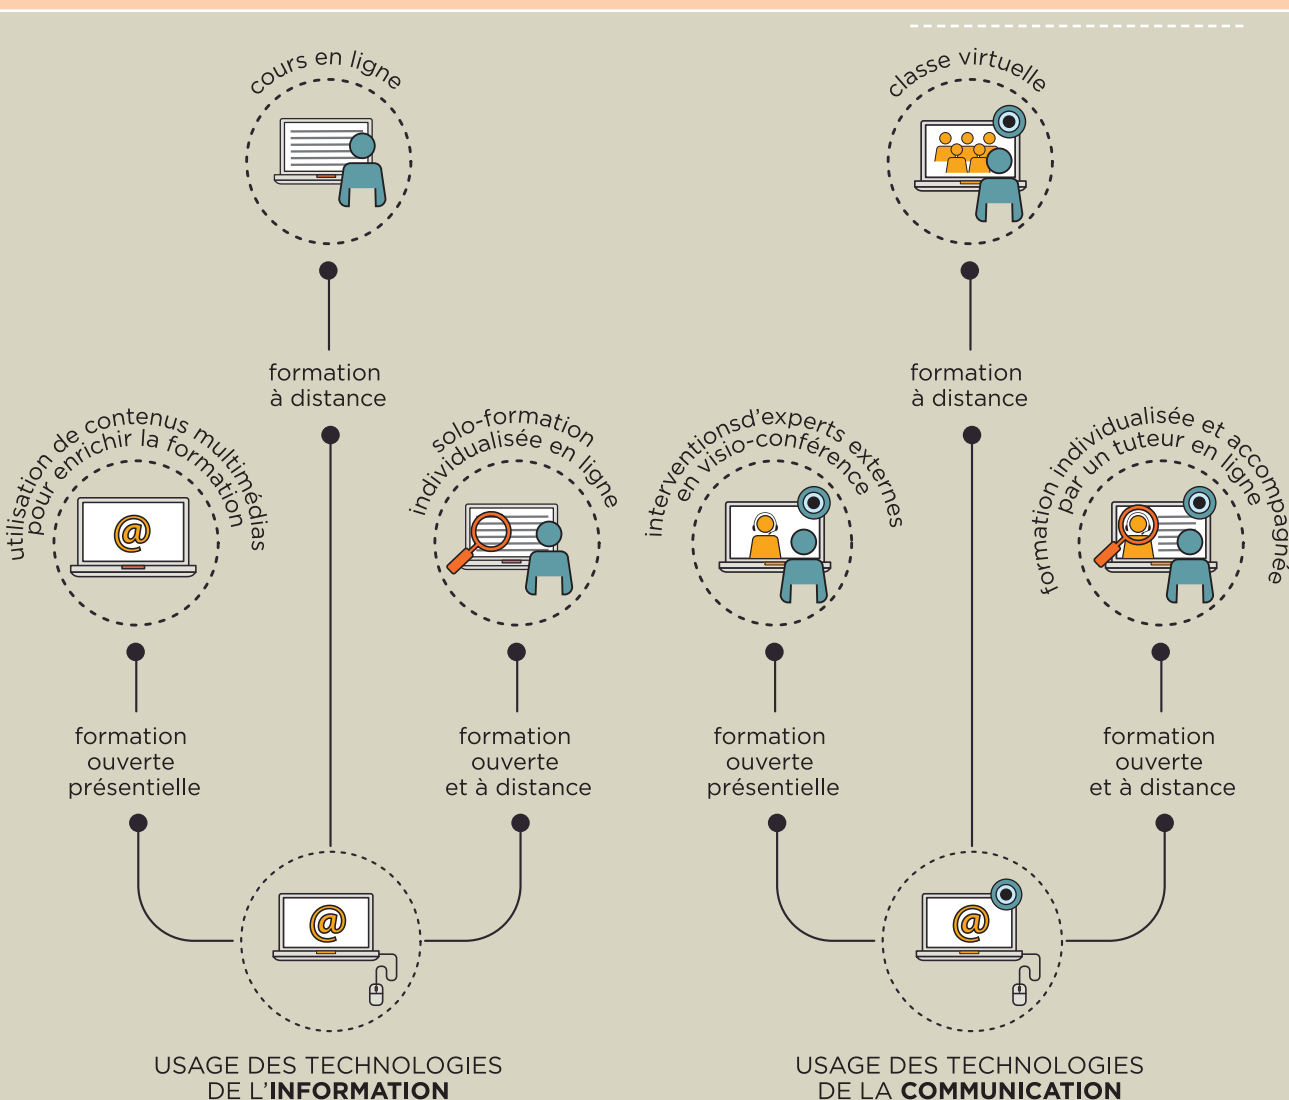 cours en ligne
classe virtuelle
formation
à distance
formation
à distance
utilisation de contenus multimédias
pour enrichir la formation
solo-formation
individualisée en ligne
interventionsd'experts externes
en visio-conférence
formation individualisée et accompagnée
par un tuteur en ligne
@
formation
ouverte
présentielle
formation
ouverte
et à distance
formation
ouverte
présentielle
formation
ouverte
et à distance
@
@
USAGE DES TECHNOLOGIES
DE L'INFORMATION
USAGE DES TECHNOLOGIES
DE LA COMMUNICATION